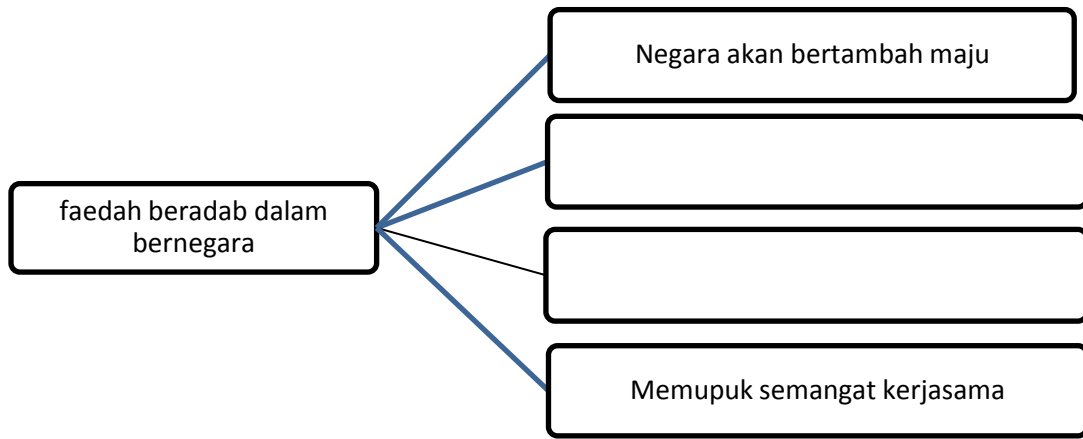 Negara akan bertambah maju
faedah beradab dalam
bernegara
Memupuk semangat kerjasama